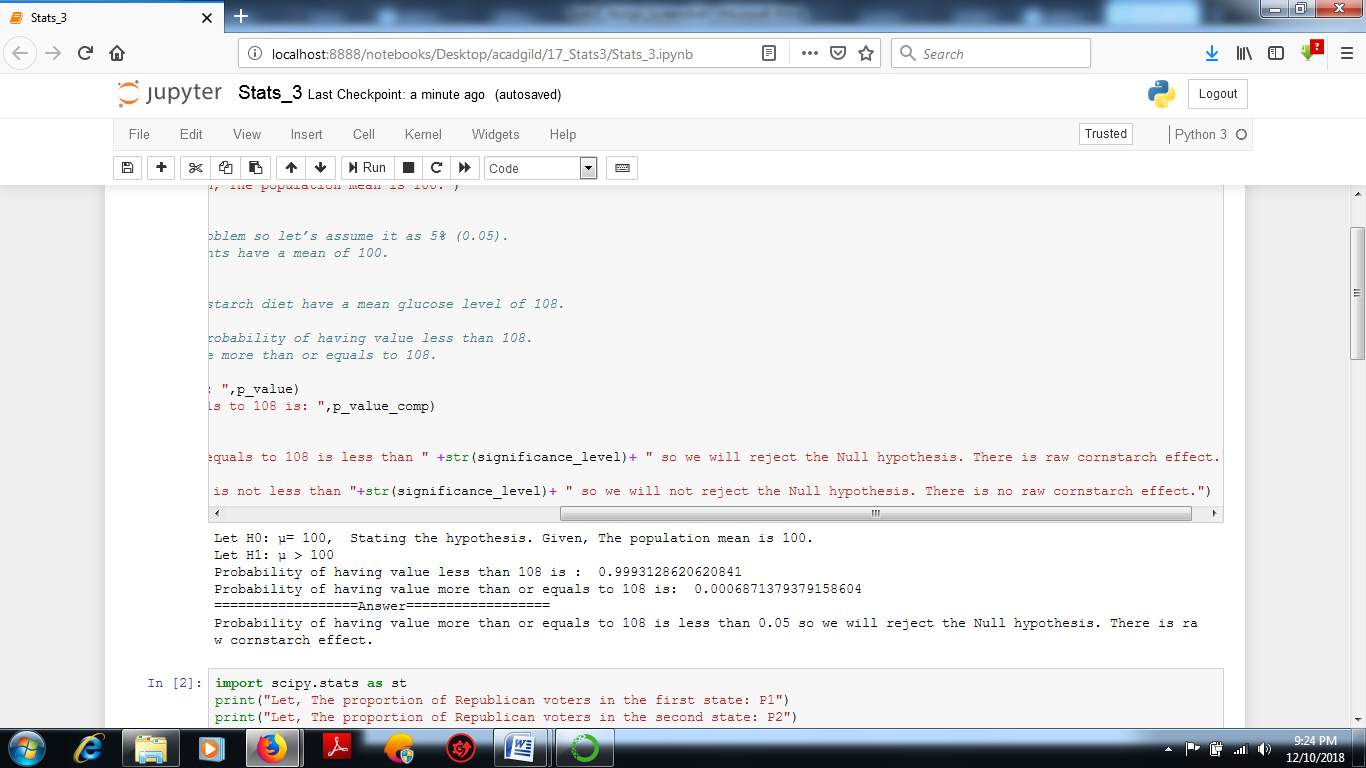 Stats_3
localhost:8888/notebooks/Desktop/acadgild/17_Stats3/Stats_3.ipynb
Search
?
jupyter Stats_3 Last Checkpoint: a minute ago (autosaved)
Logout
File Edit View Insert Cell Kernel Widgets Help
Trusted Python 3
Run Code
, The population mean is 100.")
oblem so let’s assume it as 5% (0.05).
nts have a mean of 100.
starch diet have a mean glucose level of 108.
robability of having value less than 108.
e more than or equals to 108.
: ",p_value)
is to 108 is: ",p_value_comp)
equals to 108 is less than " +str(significance_level)+ " so we will reject the Null hypothesis. There is raw cornstarch effect.
is not less than "+str(significance_level)+ " so we will not reject the Null hypothesis. There is no raw cornstarch effect.")
Let H0: μ= 100,  Stating the hypothesis. Given, The population mean is 100.
Let H1: μ > 100
Probability of having value less than 108 is :  0.9993128620620841
Probability of having value more than or equals to 108 is:  0.0006871379379158604
==================Answer==================
Probability of having value more than or equals to 108 is less than 0.05 so we will reject the Null hypothesis. There is ra
w cornstarch effect.
In [2]: import scipy.stats as st
print("Let, The proportion of Republican voters in the first state: P1")
print("Let, The proportion of Republican voters in the second state: P2")
9:24 PM
12/10/2018